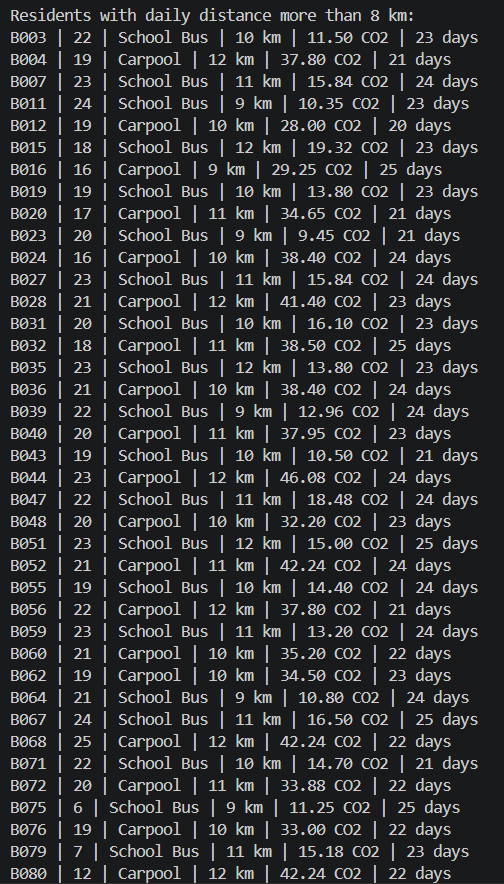 Residents with daily distance more than 8 km:
B003 | 22 | School Bus | 10 km | 11.50 CO2 | 23 days
B004 | 19 | Carpool | 12 km | 37.80 CO2 | 21 days
B007 | 23 | School Bus | 11 km | 15.84 CO2 | 24 days
B011 | 24 | School Bus | 9 km | 10.35 CO2 | 23 days
B012 | 19 | Carpool | 10 km | 28.00 CO2 | 20 days
B015 | 18 | School Bus | 12 km | 19.32 CO2 | 23 days
B016 | 16 | Carpool | 9 km | 29.25 CO2 | 25 days
B019 | 19 | School Bus | 10 km | 13.80 CO2 | 23 days
B020 | 17 | Carpool | 11 km | 34.65 CO2 | 21 days
B023 | 20 | School Bus | 9 km | 9.45 CO2 | 21 days
B024 | 16 | Carpool | 10 km | 38.40 CO2 | 24 days
B027 | 23 | School Bus | 11 km | 15.84 CO2 | 24 days
B028 | 21 | Carpool | 12 km | 41.40 CO2 | 23 days
B031 | 20 | School Bus | 10 km | 16.10 CO2 | 23 days
B032 | 18 | Carpool | 11 km | 38.50 CO2 | 25 days
B035 | 23 | School Bus | 12 km | 13.80 CO2 | 23 days
B036 | 21 | Carpool | 10 km | 38.40 CO2 | 24 days
B039 | 22 | School Bus | 9 km | 12.96 CO2 | 24 days
B040 | 20 | Carpool | 11 km | 37.95 CO2 | 23 days
B043 | 19 | School Bus | 10 km | 10.50 CO2 | 21 days
B044 | 23 | Carpool | 12 km | 46.08 CO2 | 24 days
B047 | 22 | School Bus | 11 km | 18.48 CO2 | 24 days
B048 | 20 | Carpool | 10 km | 32.20 CO2 | 23 days
B051 | 23 | School Bus | 12 km | 15.00 CO2 | 25 days
B052 | 21 | Carpool | 11 km | 42.24 CO2 | 24 days
B055 | 19 | School Bus | 10 km | 14.40 CO2 | 24 days
B056 | 22 | Carpool | 12 km | 37.80 CO2 | 21 days
B059 | 23 | School Bus | 11 km | 13.20 CO2 | 24 days
B060 | 21 | Carpool | 10 km | 35.20 CO2 | 22 days
B062 | 19 | Carpool | 10 km | 34.50 CO2 | 23 days
B064 | 21 | School Bus | 9 km | 10.80 CO2 | 24 days
B067 | 24 | School Bus | 11 km | 16.50 CO2 | 25 days
B068 | 25 | Carpool | 12 km | 42.24 CO2 | 22 days
B071 | 22 | School Bus | 10 km | 14.70 CO2 | 21 days
B072 | 20 | Carpool | 11 km | 33.88 CO2 | 22 days
B075 | 6 | School Bus | 9 km | 11.25 CO2 | 25 days
B076 | 19 | Carpool | 10 km | 33.00 CO2 | 22 days
B079 | 7 | School Bus | 11 km | 15.18 CO2 | 23 days
B080 | 12 | Carpool | 12 km | 42.24 CO2 | 22 days